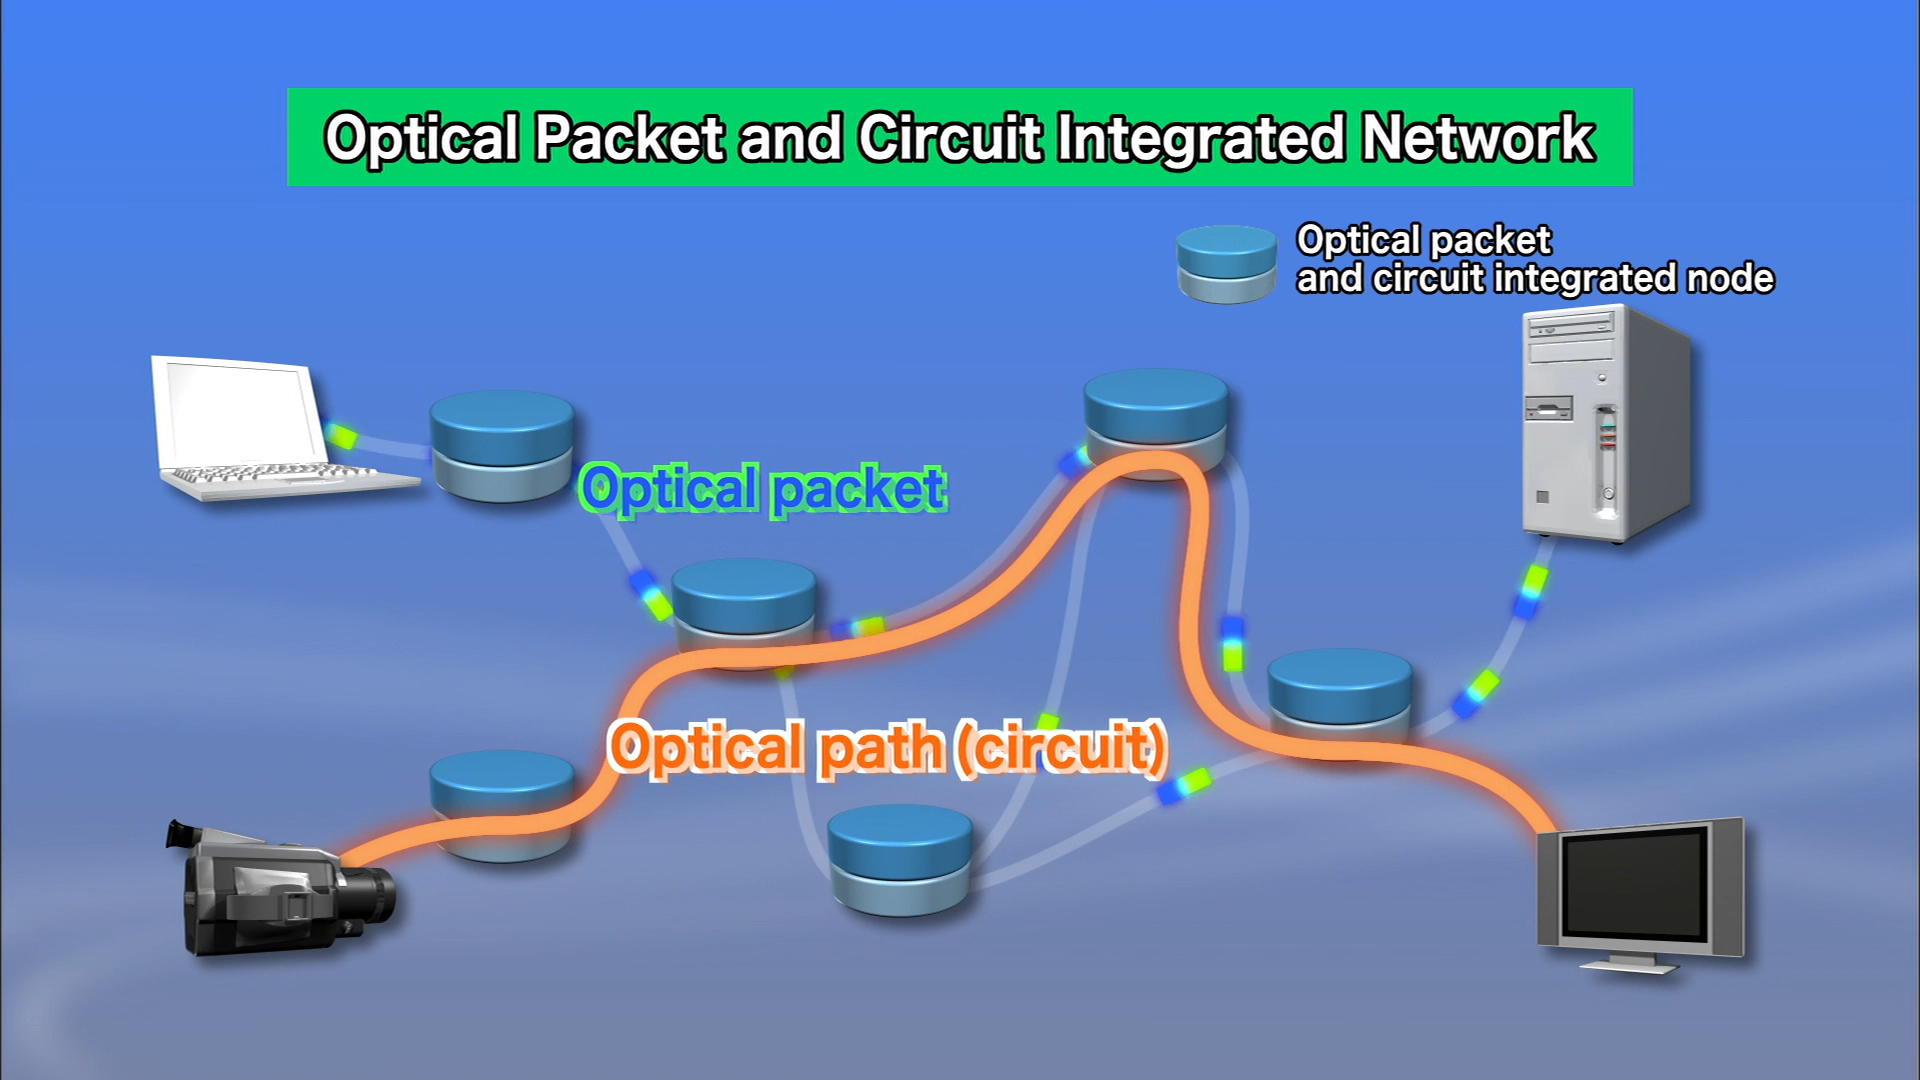 Optical Packet and Circuit Integrated Network
Optical packet
and circuit integrated node
Optical packet
Optical path (circuit)